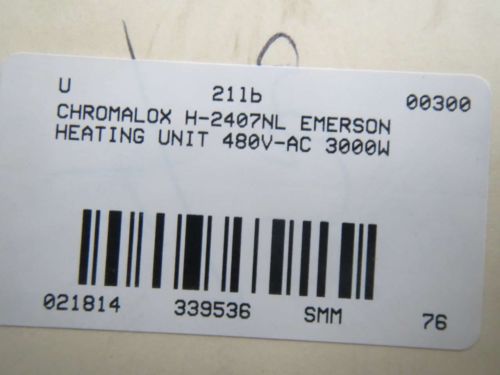 U 211b 00300
CHROMALOX H-2407NL EMERSON
HEATING UNIT 480V-AC 3000W
021814 339536 SMM 76